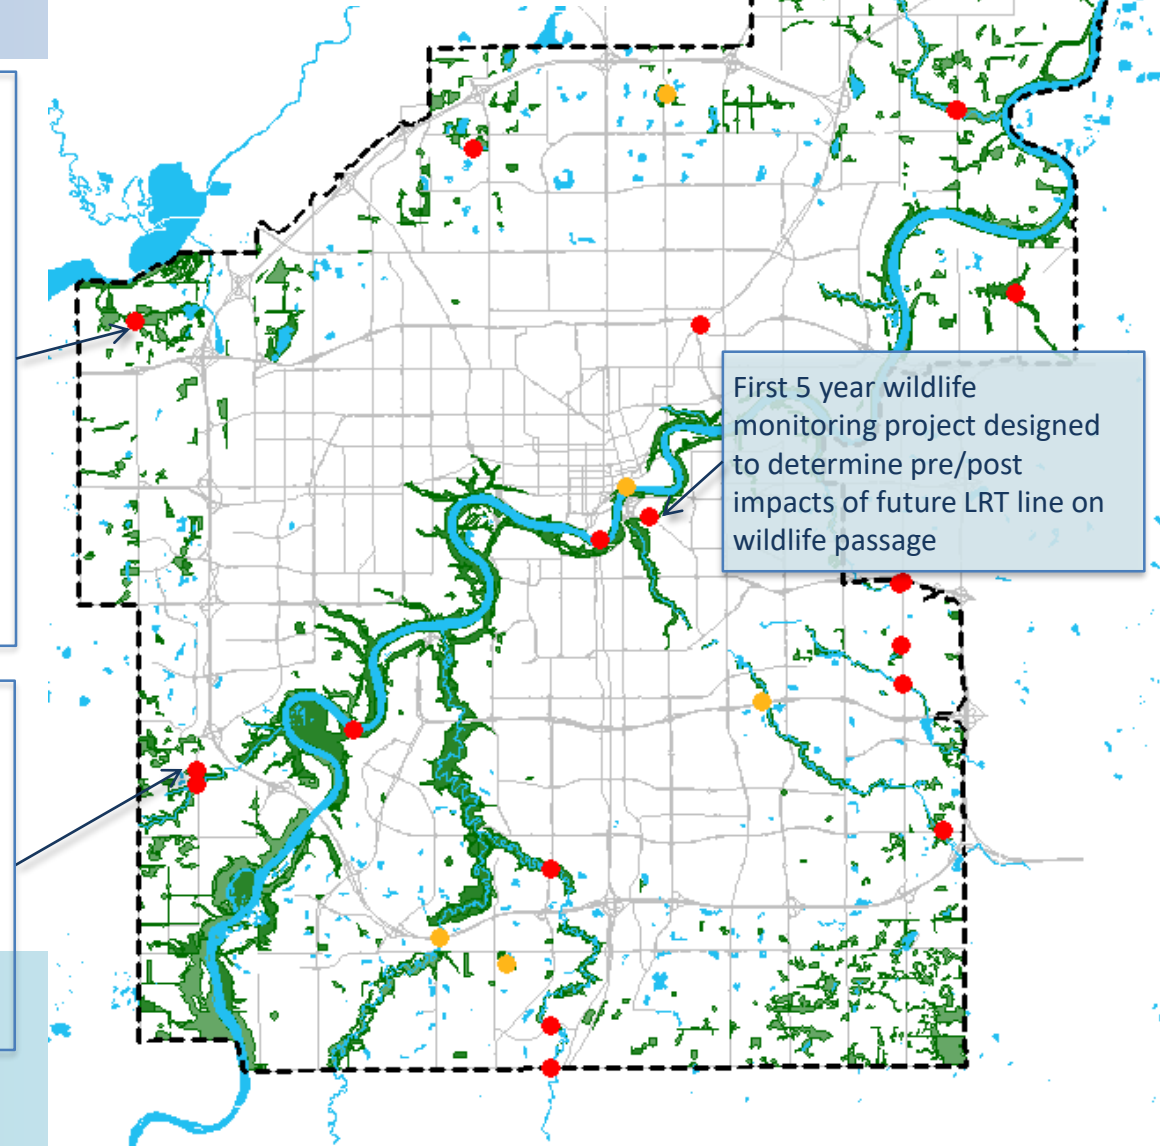 First 5 year wildlife
monitoring project designed
to determine pre/post
impacts of future LRT line on
wildlife passage